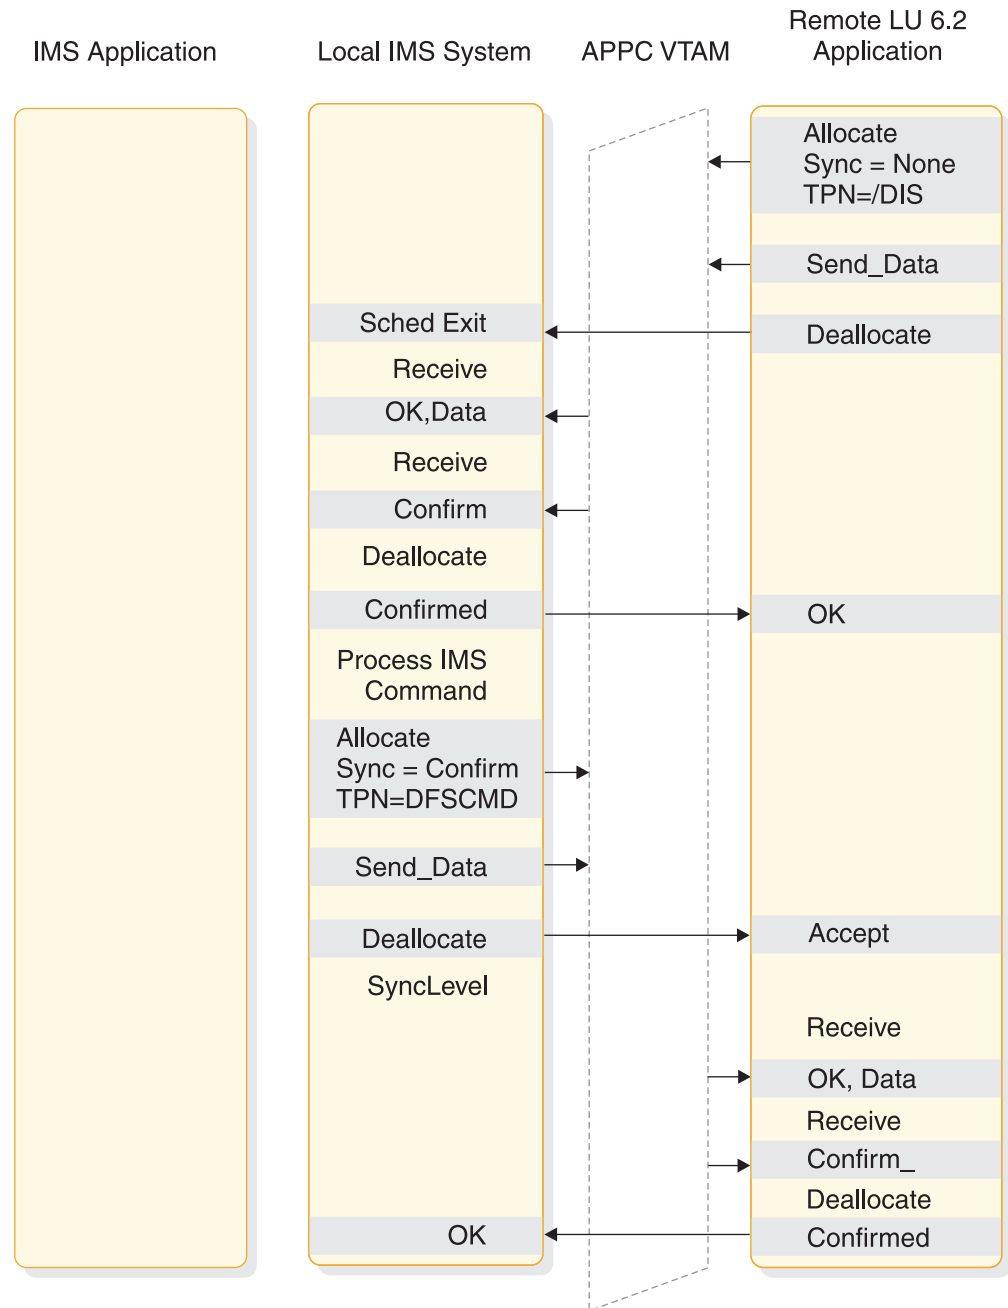 IMS Application
Local IMS System
APPC VTAM
Remote LU 6.2
Application
Allocate
Sync = None
TPN=/DIS
Send_Data
Sched Exit
Deallocate
Receive
OK,Data
Receive
Confirm
Deallocate
Confirmed
OK
Process IMS
Command
Allocate
Sync = Confirm
TPN=DFSCMD
Send_Data
Deallocate
Accept
SyncLevel
Receive
OK, Data
Receive
Confirm_
Deallocate
OK
Confirmed